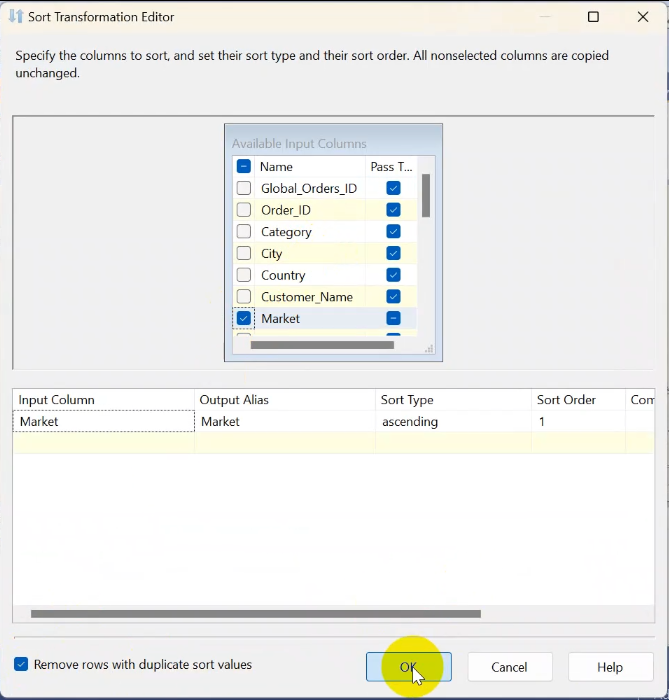 Sort Transformation Editor
Specify the columns to sort, and set their sort type and their sort order. All nonselected columns are copied
unchanged.
Available Input Columns
Name Pass T...
Global_Orders_ID
Order_ID
Category
City
Country
Customer_Name
Market
Input Column Output Alias Sort Type Sort Order Com
Market Market ascending 1
Remove rows with duplicate sort values OK Cancel Help